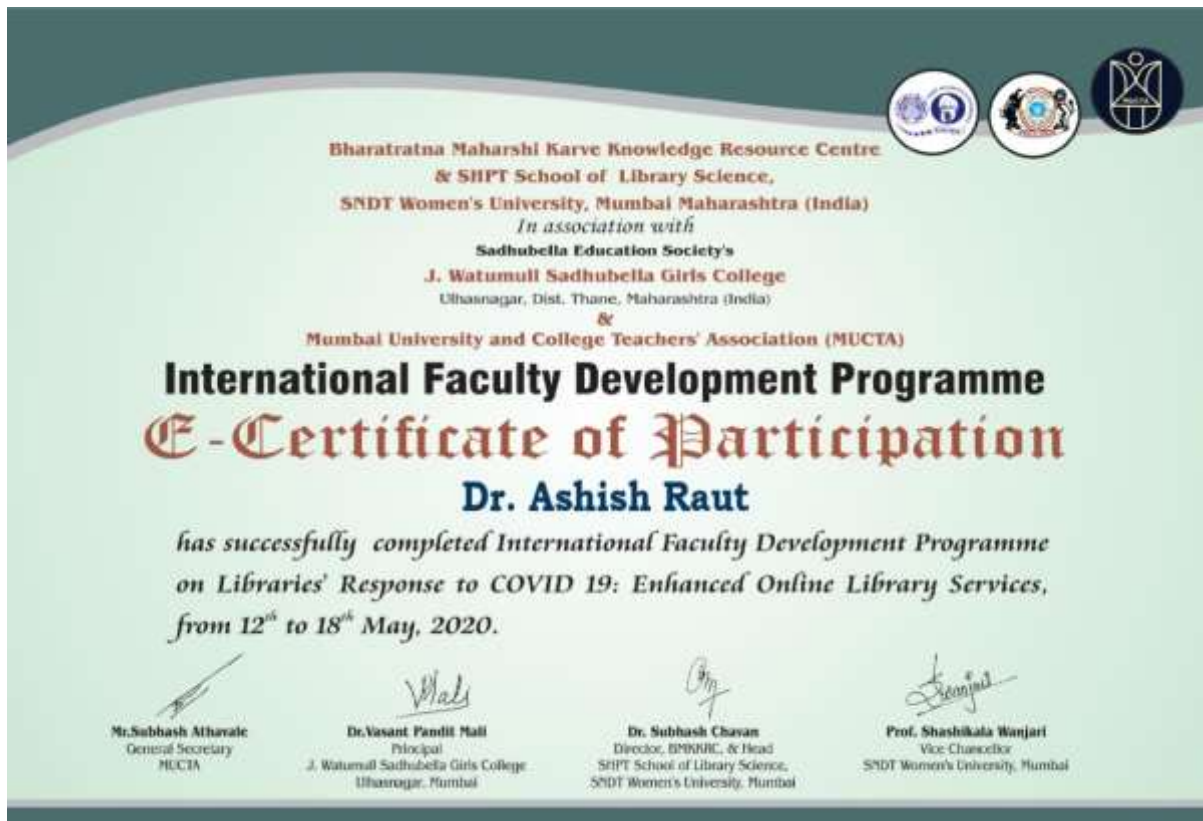 MUCTA
Bharatratna Maharshi Karve Knowledge Resource Centre
& SHPT School of Library Science,
SNDT Women's University, Mumbai Maharashtra (India)
In association with
Sadhubella Education Society's
J. Watumull Sadhubella Girls College
Ulhasnagar, Dist. Thane, Maharashtra (India)
&
Mumbai University and College Teachers' Association (MUCTA)
International Faculty Development Programme
E-Certificate of Participation
Dr. Ashish Raut
has successfully completed International Faculty Development Programme
on Libraries' Response to COVID 19: Enhanced Online Library Services,
from 12th to 18th May, 2020.
Mr.Subhash Athavale
General Secretary
MUCTA
Dr.Vasant Pandit Mali
Principal
J. Watumull Sadhubella Girls College
Ulhasnagar, Mumbai
Dr. Subhash Chavan
Director, BMKKRC, & Head
SHPT School of Library Science,
SNDT Women's University, Mumbai
Prof. Shashikala Wanjari
Vice Chancellor
SNDT Women's University, Mumbai